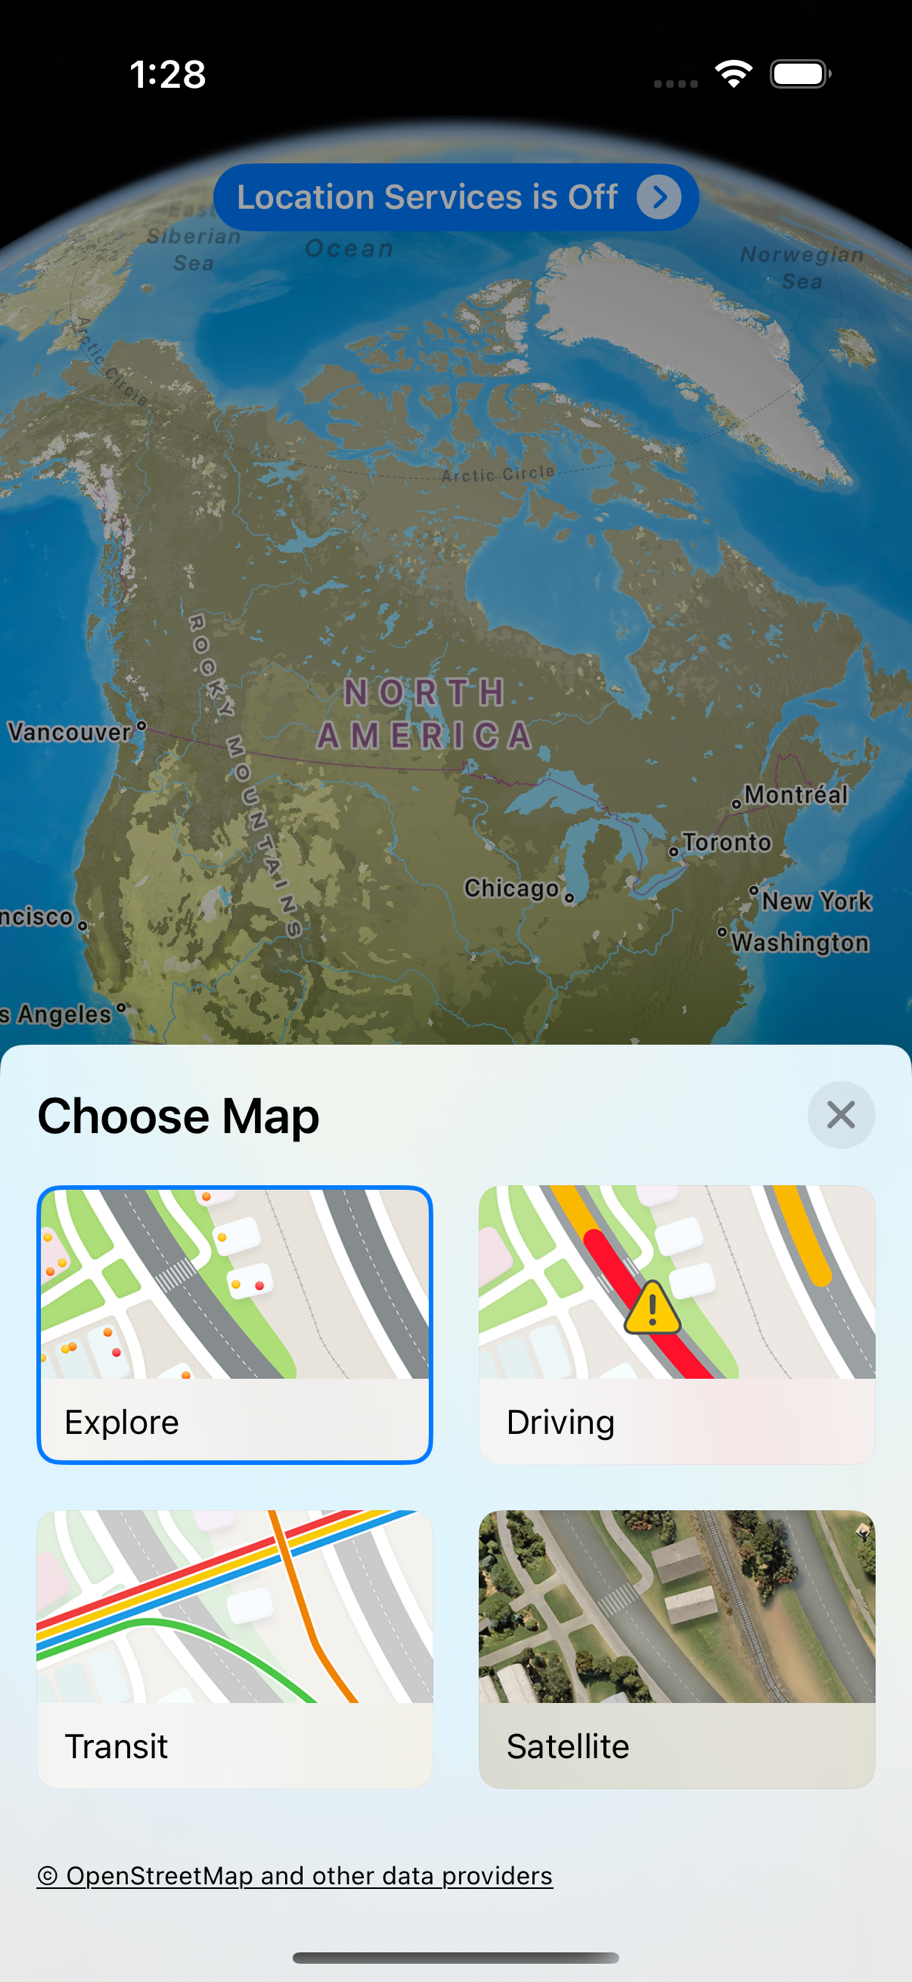 1:28
Location Services is Off
East
Siberian
Sea
Ocean
Norwegian
Sea
Arctic Circle
Arctic Circle
ROCKY MOUNTAINS
NORTH
AMERICA
Vancouver
Montréal
Toronto
Chicago
New York
ncisco
Washington
s Angeles
Choose Map
Explore
Driving
Transit
Satellite
© OpenStreetMap and other data providers